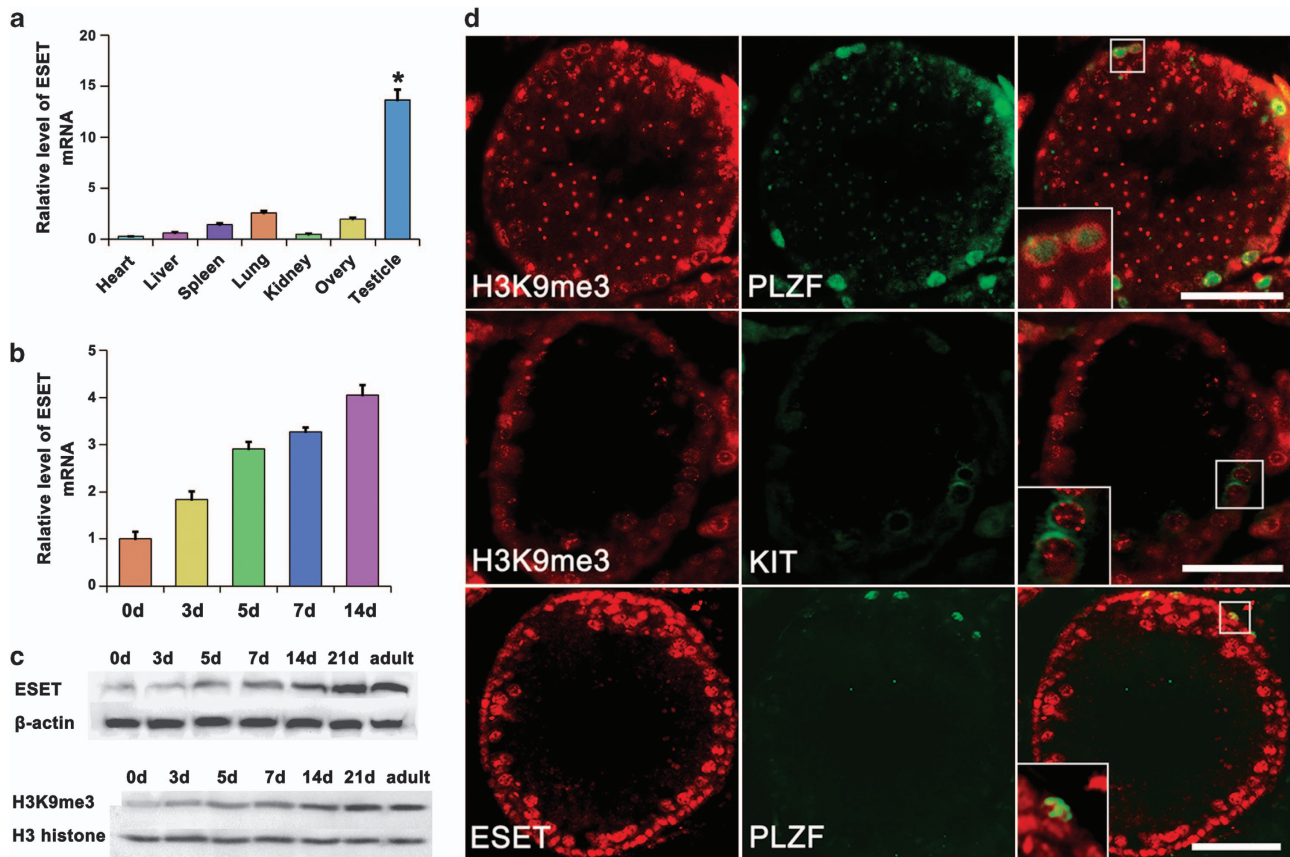 a
Ralative level of ESET
mRNA
20
15
10
5
0
*
Heart
Liver
Spleen
Lung
Kidney
Overy
Testicle
b
Ralative level of ESET
mRNA
5
4
3
2
1
0
0d 3d 5d 7d 14d
c
0d 3d 5d 7d 14d 21d adult
ESET
β-actin
0d 3d 5d 7d 14d 21d adult
H3K9me3
H3 histone
d
H3K9me3 PLZF
H3K9me3 KIT
ESET PLZF